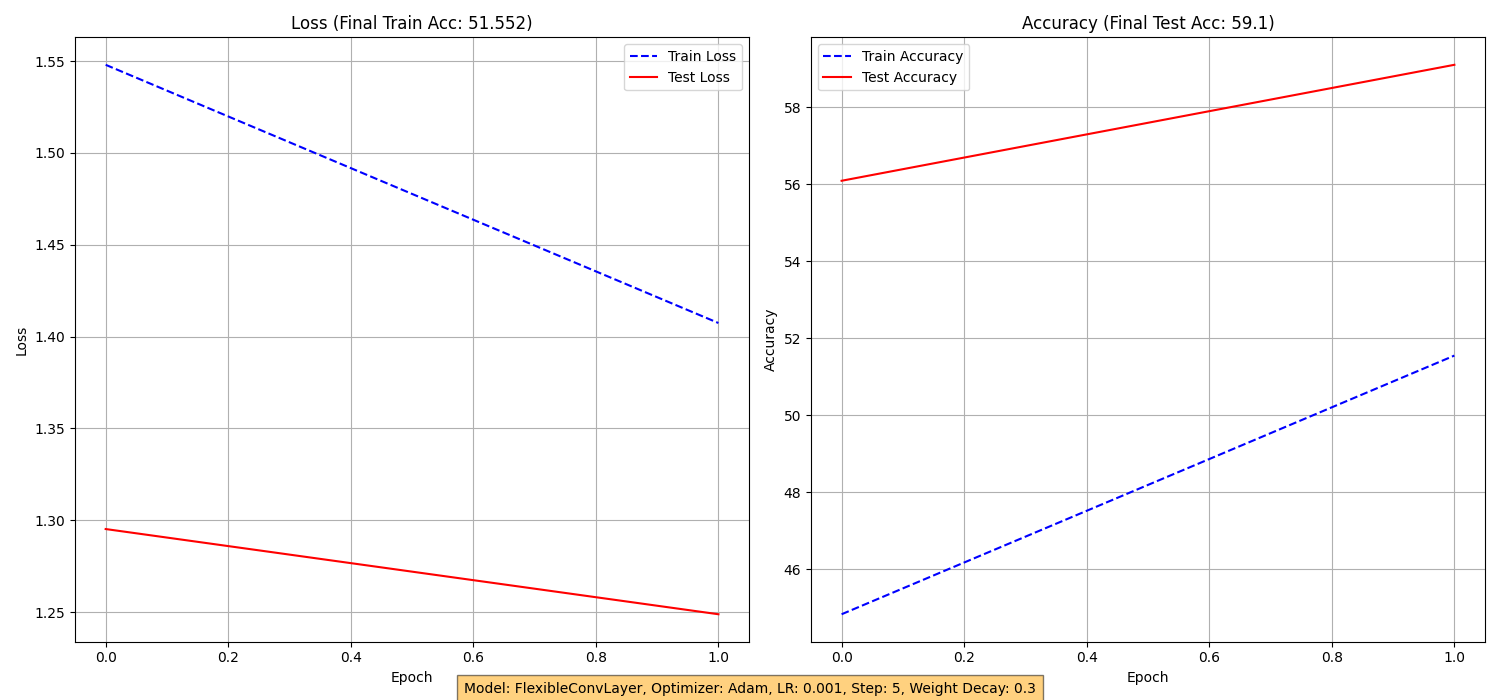 Loss (Final Train Acc: 51.552)
Train Loss
Test Loss
1.55
1.50
1.45
1.40
1.35
1.30
1.25
Loss
0.0 0.2 0.4 0.6 0.8 1.0
Epoch
Accuracy (Final Test Acc: 59.1)
Train Accuracy
Test Accuracy
58
56
54
52
50
48
46
Accuracy
0.0 0.2 0.4 0.6 0.8 1.0
Epoch
Model: FlexibleConvLayer, Optimizer: Adam, LR: 0.001, Step: 5, Weight Decay: 0.3